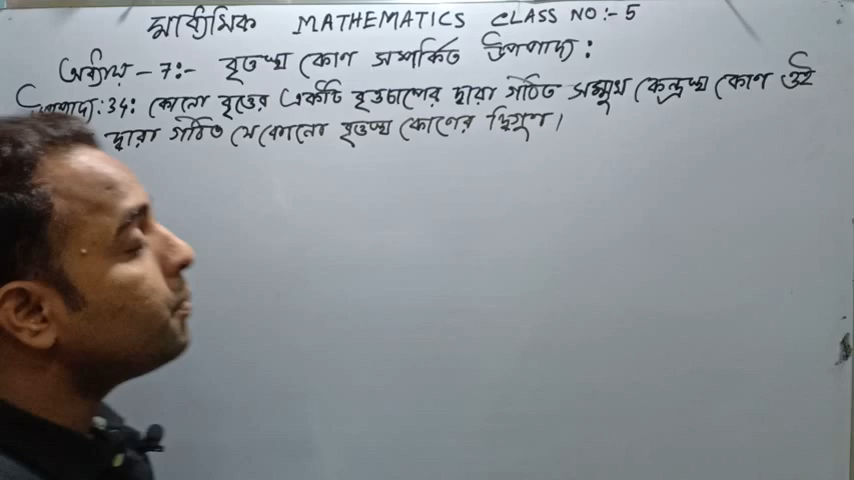 মাধ্যমিক MATHEMATICS CLASS NO:- 5
অধ্যায় - 7:- বৃত্তস্থ কোণ সম্পর্কিত উপপাদ্য:
উপপাদ্য: 34: কোনো বৃত্তের একটি বৃত্তচাপের দ্বারা গঠিত সম্মুখ কেন্দ্রস্থ কোণ ওই
দ্বারা গঠিত যেকোনো বৃত্তস্থ কোণের দ্বিগুণ।